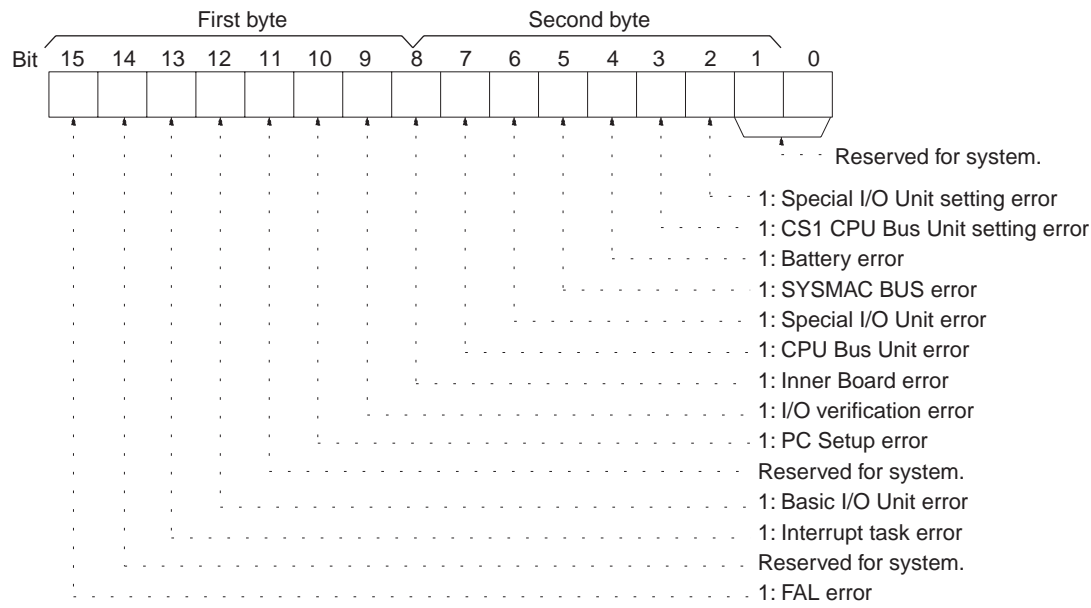 First byte Second byte
Bit 15 14 13 12 11 10 9 8 7 6 5 4 3 2 1 0
Reserved for system.
1: Special I/O Unit setting error
1: CS1 CPU Bus Unit setting error
1: Battery error
1: SYSMAC BUS error
1: Special I/O Unit error
1: CPU Bus Unit error
1: Inner Board error
1: I/O verification error
1: PC Setup error
Reserved for system.
1: Basic I/O Unit error
1: Interrupt task error
Reserved for system.
1: FAL error